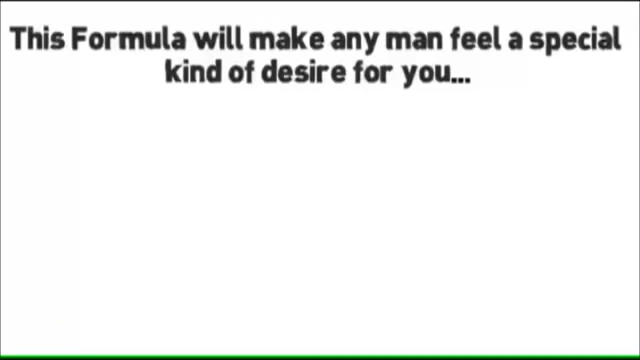 This Formula will make any man feel a special
kind of desire for you...